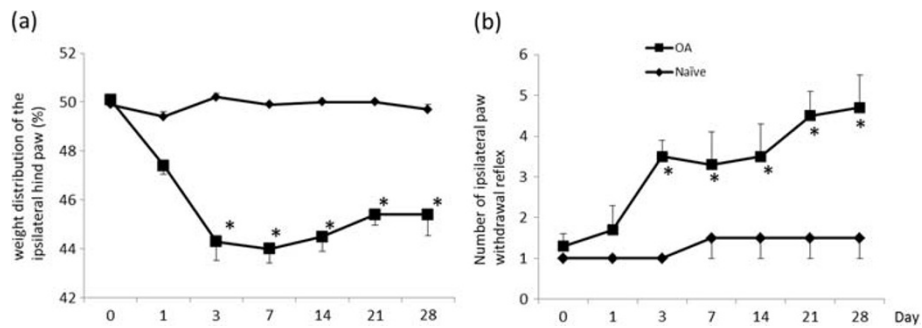 (a)
weight distribution of the
ipsilateral hind paw (%)
52
50
48
46
44
42
0 1 3 7 14 21 28
*
*
*
*
*
(b)
Number of ipsilateral paw
withdrawal reflex
6
5
4
3
2
1
0
OA
Naïve
*
*
*
*
*
0 1 3 7 14 21 28 Day